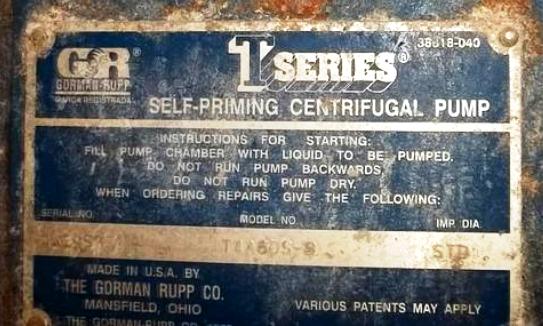 38818-040
GR®
GORMAN-RUPP
MARCA REGISTRADA
T SERIES®
SELF-PRIMING CENTRIFUGAL PUMP
INSTRUCTIONS FOR STARTING:
FILL PUMP CHAMBER WITH LIQUID TO BE PUMPED.
DO NOT RUN PUMP BACKWARDS,
DO NOT RUN PUMP DRY.
WHEN ORDERING REPAIRS GIVE THE FOLLOWING:
SERIAL NO. MODEL NO. IMP. DIA.
STD
MADE IN U.S.A. BY
THE GORMAN RUPP CO.
MANSFIELD, OHIO VARIOUS PATENTS MAY APPLY